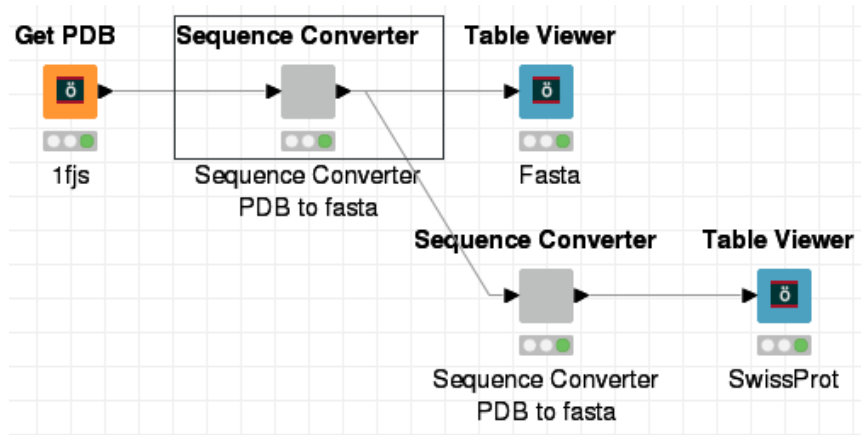 Get PDB
Sequence Converter
Table Viewer
ö
ö
1fjs
Sequence Converter
PDB to fasta
Fasta
Sequence Converter
Table Viewer
ö
Sequence Converter
PDB to fasta
SwissProt